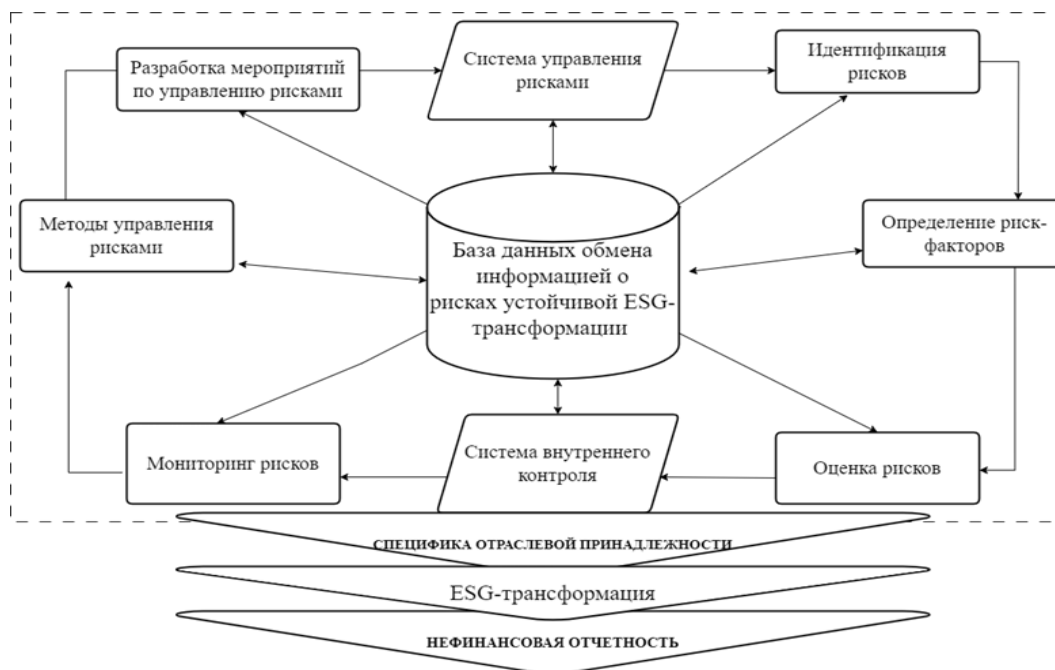 Разработка мероприятий
по управлению рисками
Система управления
рисками
Идентификация
рисков
Методы управления
рисками
База данных обмена
информацией о
рисках устойчивой ESG-
трансформации
Определение риск-
факторов
Мониторинг рисков
Система внутреннего
контроля
Оценка рисков
СПЕЦИФИКА ОТРАСЛЕВОЙ ПРИНАДЛЕЖНОСТИ
ESG-трансформация
НЕФИНАНСОВАЯ ОТЧЕТНОСТЬ